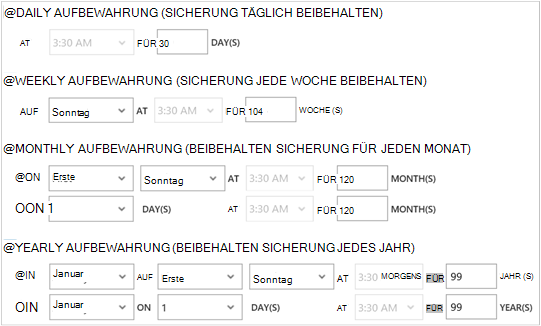 @DAILY AUFBEWAHRUNG (SICHERUNG TÄGLICH BEIBEHALTEN)
AT 3:30 AM FÜR 30 DAY(S)
@WEEKLY AUFBEWAHRUNG (SICHERUNG JEDE WOCHE BEIBEHALTEN)
AUF Sonntag AT 3:30 AM FÜR 104 WOCHE (S)
@MONTHLY AUFBEWAHRUNG (BEIBEHALTEN SICHERUNG FÜR JEDEN MONAT)
@ON Erste Sonntag AT 3:30 AM FÜR 120 MONTH(S)
OON 1 DAY(S) AT 3:30 AM FÜR 120 MONTH(S)
@YEARLY AUFBEWAHRUNG (BEIBEHALTEN SICHERUNG JEDES JAHR)
@IN Januar AUF Erste Sonntag AT 3:30 MORGENS FÜR 99 JAHR (S)
OIN Januar ON 1 DAY(S) AT 3:30 AM FÜR 99 YEAR(S)